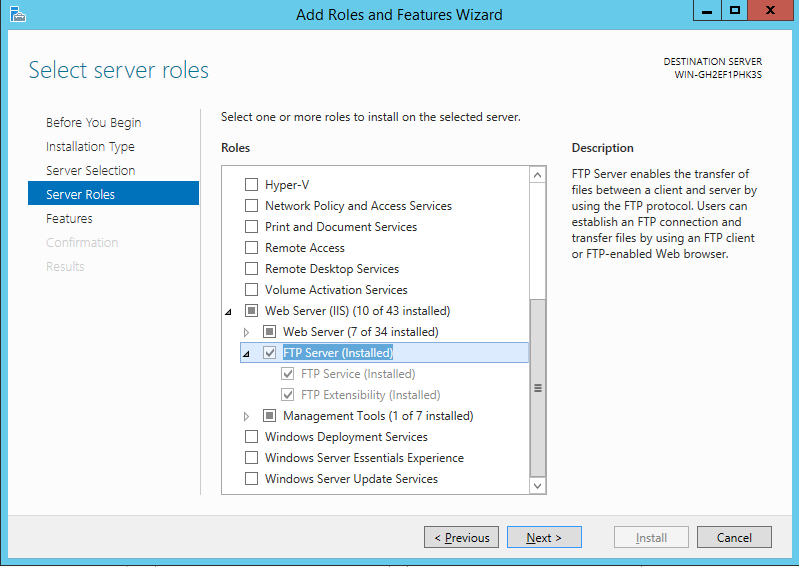 Add Roles and Features Wizard
Select server roles
DESTINATION SERVER
WIN-GH2EF1PHK3S
Before You Begin
Installation Type
Server Selection
Server Roles
Features
Confirmation
Results
Select one or more roles to install on the selected server.
Roles
Hyper-V
Network Policy and Access Services
Print and Document Services
Remote Access
Remote Desktop Services
Volume Activation Services
Web Server (IIS) (10 of 43 installed)
Web Server (7 of 34 installed)
FTP Server (Installed)
FTP Service (Installed)
FTP Extensibility (Installed)
Management Tools (1 of 7 installed)
Windows Deployment Services
Windows Server Essentials Experience
Windows Server Update Services
Description
FTP Server enables the transfer of
files between a client and server by
using the FTP protocol. Users can
establish an FTP connection and
transfer files by using an FTP client
or FTP-enabled Web browser.
< Previous
Next >
Install
Cancel